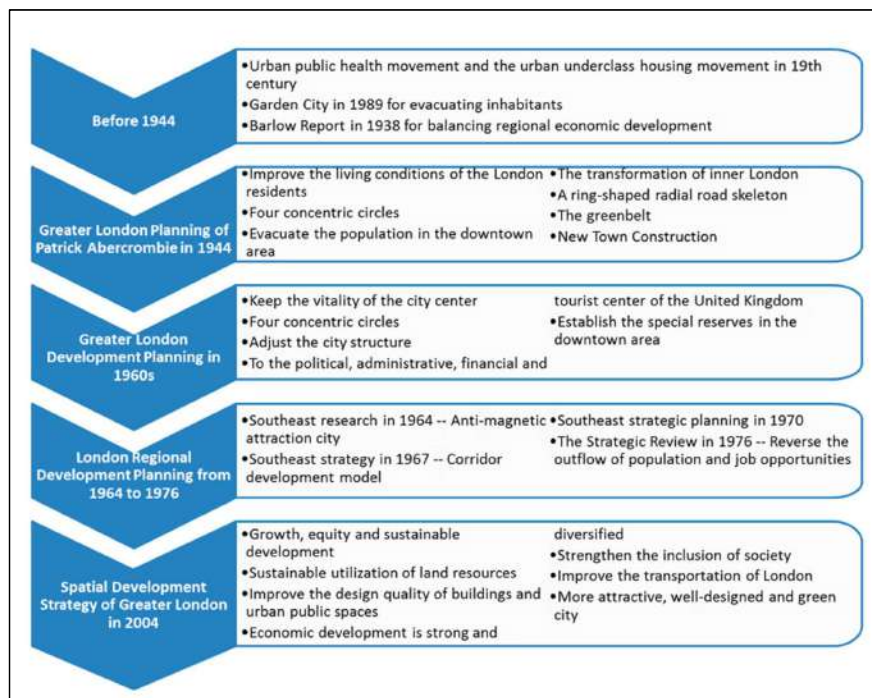 Before 1944
•Urban public health movement and the urban underclass housing movement in 19th
century
•Garden City in 1989 for evacuating inhabitants
•Barlow Report in 1938 for balancing regional economic development
Greater London Planning of
Patrick Abercrombie in 1944
•Improve the living conditions of the London
residents
•Four concentric circles
•Evacuate the population in the downtown
area
•The transformation of inner London
•A ring-shaped radial road skeleton
•The greenbelt
•New Town Construction
Greater London
Development Planning in
1960s
•Keep the vitality of the city center
•Four concentric circles
•Adjust the city structure
•To the political, administrative, financial and
tourist center of the United Kingdom
•Establish the special reserves in the
downtown area
London Regional
Development Planning from
1964 to 1976
•Southeast research in 1964 -- Anti-magnetic
attraction city
•Southeast strategy in 1967 -- Corridor
development model
•Southeast strategic planning in 1970
•The Strategic Review in 1976 -- Reverse the
outflow of population and job opportunities
Spatial Development
Strategy of Greater London
in 2004
•Growth, equity and sustainable
development
•Sustainable utilization of land resources
•Improve the design quality of buildings and
urban public spaces
•Economic development is strong and
diversified
•Strengthen the inclusion of society
•Improve the transportation of London
•More attractive, well-designed and green
city